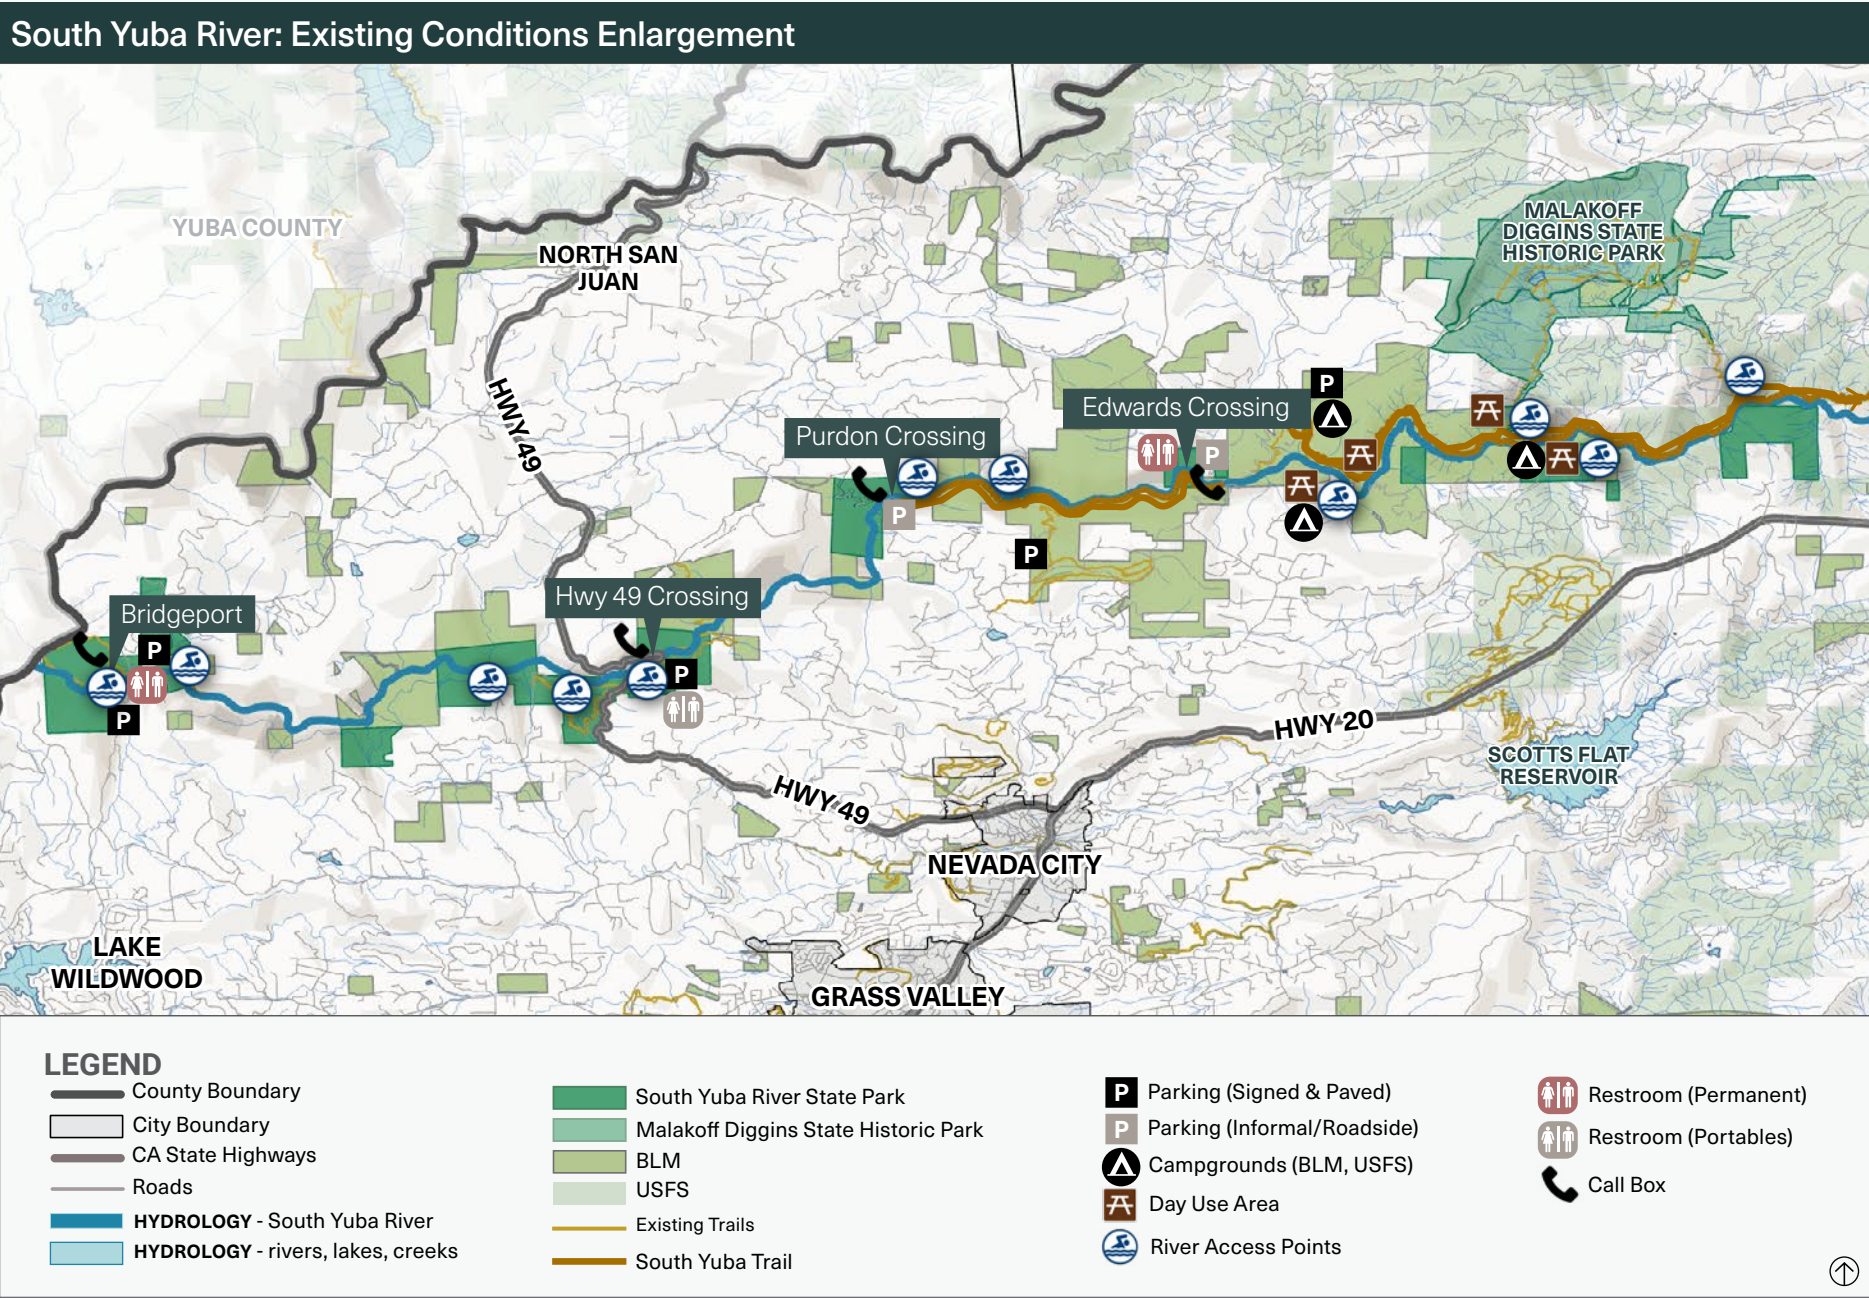 South Yuba River: Existing Conditions Enlargement
YUBA COUNTY
NORTH SAN
JUAN
MALAKOFF
DIGGINS STATE
HISTORIC PARK
HWY 49
Purdon Crossing
Edwards Crossing
P
P
P
P
Bridgeport
Hwy 49 Crossing
P
P
P
HWY 20
HWY 49
SCOTTS FLAT
RESERVOIR
NEVADA CITY
LAKE
WILDWOOD
GRASS VALLEY
LEGEND
County Boundary
City Boundary
CA State Highways
Roads
HYDROLOGY - South Yuba River
HYDROLOGY - rivers, lakes, creeks
South Yuba River State Park
Malakoff Diggins State Historic Park
BLM
USFS
Existing Trails
South Yuba Trail
P Parking (Signed & Paved)
P Parking (Informal/Roadside)
Campgrounds (BLM, USFS)
Day Use Area
River Access Points
Restroom (Permanent)
Restroom (Portables)
Call Box